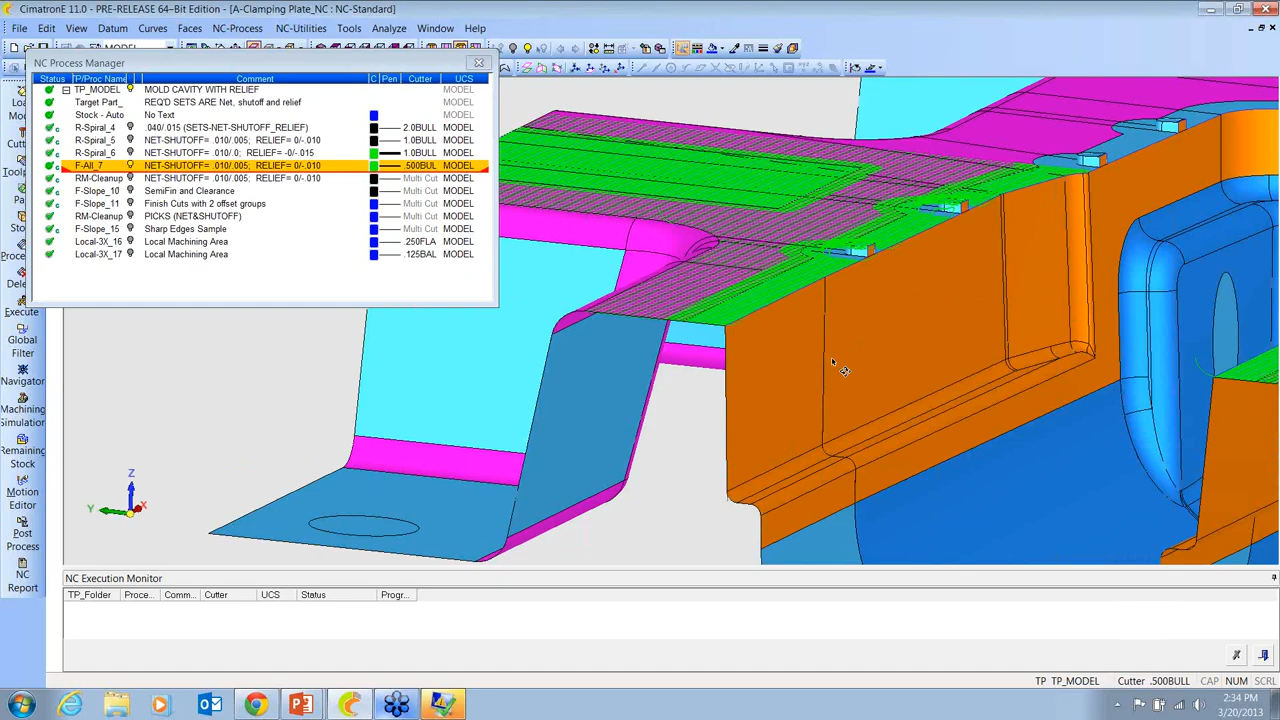 CimatronE 11.0 - PRE-RELEASE 64-Bit Edition - [A-Clamping Plate_NC : NC-Standard]
File Edit View Datum Curves Faces NC-Process NC-Utilities Tools Analyze Window Help
NC Process Manager
Status TP/Proc Name Comment C Pen Cutter UCS
TP_MODEL MOLD CAVITY WITH RELIEF MODEL
Target Part_ REQ'D SETS ARE Net, shutoff and relief MODEL
Stock - Auto No Text MODEL
R-Spiral_4 .040/.015 (SETS-NET-SHUTOFF_RELIEF) 2.0BULL MODEL
R-Spiral_5 NET-SHUTOFF= .010/.005; RELIEF= 0/-.010 1.0BULL MODEL
R-Spiral_6 NET-SHUTOFF= .010/.0; RELIEF= -0/-.015 1.0BULL MODEL
F-All_7 NET-SHUTOFF= .010/.005; RELIEF= 0/-.010 .500BUL MODEL
RM-Cleanup NET-SHUTOFF= .010/.005; RELIEF= 0/-.010 Multi Cut MODEL
F-Slope_10 SemiFin and Clearance Multi Cut MODEL
F-Slope_11 Finish Cuts with 2 offset groups Multi Cut MODEL
RM-Cleanup PICKS (NET&SHUTOFF) Multi Cut MODEL
F-Slope_15 Sharp Edges Sample Multi Cut MODEL
Local-3X_16 Local Machining Area .250FLA MODEL
Local-3X_17 Local Machining Area .125BAL MODEL
Execute
Global
Filter
Navigator
Machining
Simulation
Remaining
Stock
Motion
Editor
Post
Process
NC
Report
Z
Y
X
NC Execution Monitor
TP_Folder Proce... Comm... Cutter UCS Status Progr...
TP TP_MODEL Cutter .500BULL CAP NUM SCRL
2:34 PM
3/20/2013